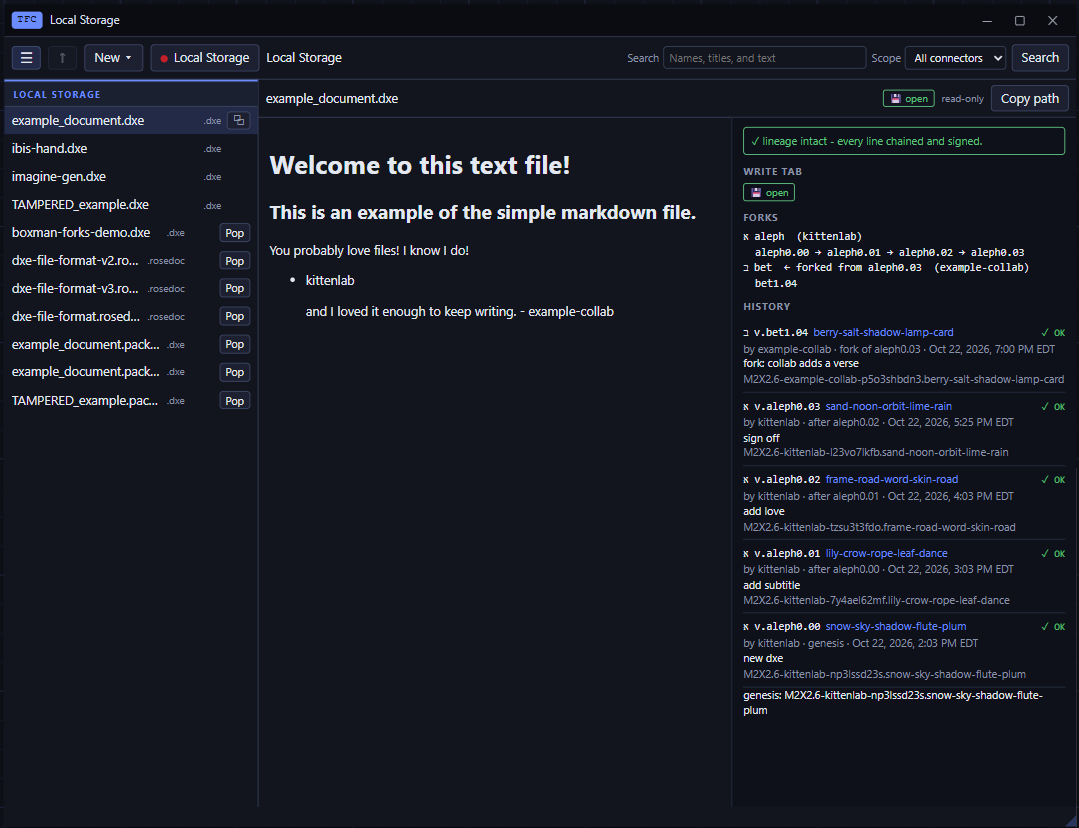 TFC Local Storage
☰ ↑ New ▾ ● Local Storage Local Storage Search Names, titles, and text Scope All connectors Search
LOCAL STORAGE
example_document.dxe .dxe
ibis-hand.dxe .dxe
imagine-gen.dxe .dxe
TAMPERED_example.dxe .dxe
boxman-forks-demo.dxe .dxe Pop
dxe-file-format-v2.ro... .rosedoc Pop
dxe-file-format-v3.ro... .rosedoc Pop
dxe-file-format.rosed... .rosedoc Pop
example_document.pack... .dxe Pop
example_document.pack... .dxe Pop
TAMPERED_example.pac... .dxe Pop
example_document.dxe 💾 open read-only Copy path
Welcome to this text file!
This is an example of the simple markdown file.
You probably love files! I know I do!
• kittenlab
and I loved it enough to keep writing. - example-collab
✓ lineage intact - every line chained and signed.
WRITE TAB
💾 open
FORKS
א aleph (kittenlab)
aleph0.00 → aleph0.01 → aleph0.02 → aleph0.03
ב bet ← forked from aleph0.03 (example-collab)
bet1.04
HISTORY
ב v.bet1.04 berry-salt-shadow-lamp-card ✓ OK
by example-collab · fork of aleph0.03 · Oct 22, 2026, 7:00 PM EDT
fork: collab adds a verse
M2X2.6-example-collab-p5o3shbdn3.berry-salt-shadow-lamp-card
א v.aleph0.03 sand-noon-orbit-lime-rain ✓ OK
by kittenlab · after aleph0.02 · Oct 22, 2026, 5:25 PM EDT
sign off
M2X2.6-kittenlab-l23vo7lkfb.sand-noon-orbit-lime-rain
א v.aleph0.02 frame-road-word-skin-road ✓ OK
by kittenlab · after aleph0.01 · Oct 22, 2026, 4:03 PM EDT
add love
M2X2.6-kittenlab-tzsu3t3fdo.frame-road-word-skin-road
א v.aleph0.01 lily-crow-rope-leaf-dance ✓ OK
by kittenlab · after aleph0.00 · Oct 22, 2026, 3:03 PM EDT
add subtitle
M2X2.6-kittenlab-7y4ael62mf.lily-crow-rope-leaf-dance
א v.aleph0.00 snow-sky-shadow-flute-plum ✓ OK
by kittenlab · genesis · Oct 22, 2026, 2:03 PM EDT
new dxe
M2X2.6-kittenlab-np3lssd23s.snow-sky-shadow-flute-plum
genesis: M2X2.6-kittenlab-np3lssd23s.snow-sky-shadow-flute-
plum